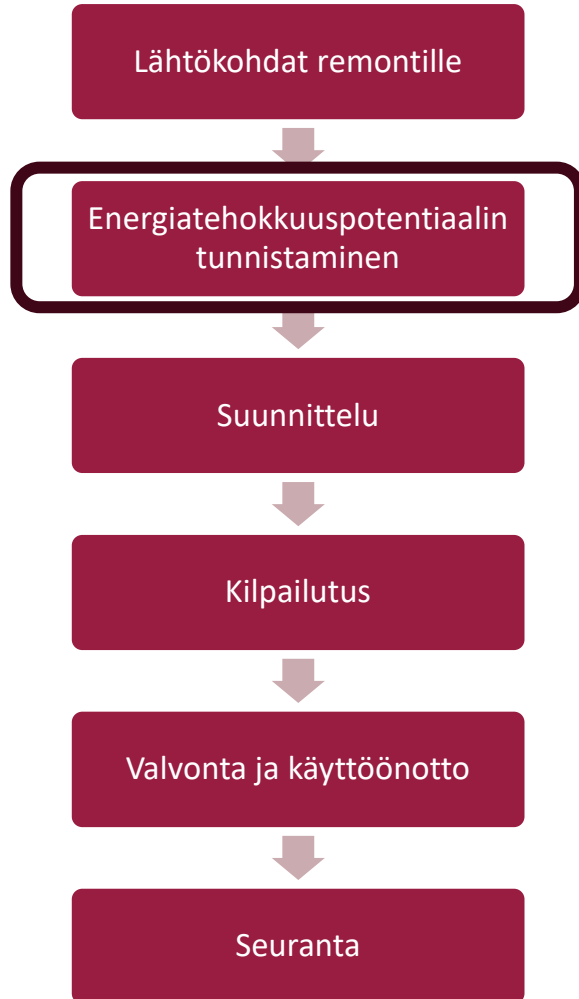 Lähtökohdat remontille
Energiatehokkuuspotentiaalin
tunnistaminen
Suunnittelu
Kilpailutus
Valvonta ja käyttöönotto
Seuranta